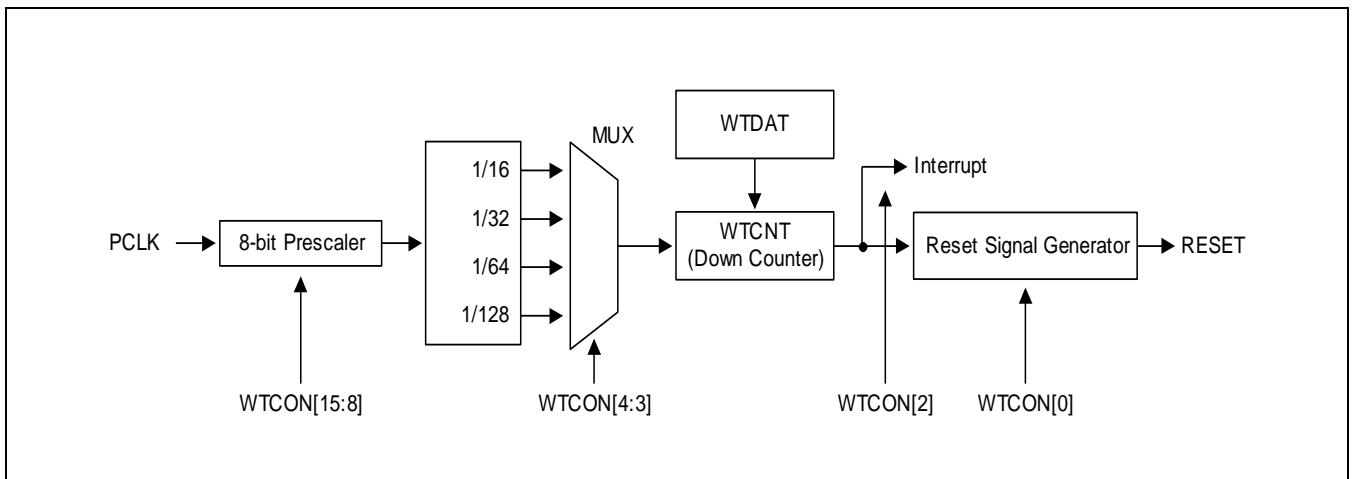 WTDAT
MUX
Interrupt
1/16
1/32
1/64
1/128
PCLK
8-bit Prescaler
WTCNT
(Down Counter)
Reset Signal Generator
RESET
WTCON[15:8]
WTCON[4:3]
WTCON[2]
WTCON[0]